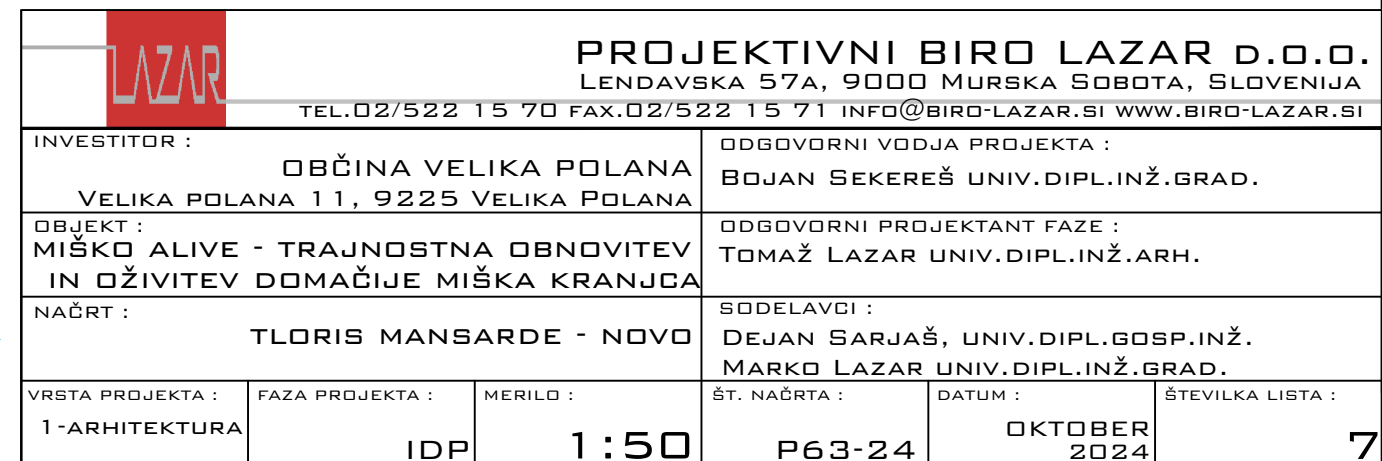 LAZAR
PROJEKTIVNI BIRO LAZAR D.O.O.
LENDAVSKA 57A, 9000 MURSKA SOBOTA, SLOVENIJA
TEL.02/522 15 70 FAX.02/522 15 71 INFO@BIRO-LAZAR.SI WWW.BIRO-LAZAR.SI
INVESTITOR :
OBČINA VELIKA POLANA
VELIKA POLANA 11, 9225 VELIKA POLANA
ODGOVORNI VODJA PROJEKTA :
BOJAN SEKEREŠ UNIV.DIPL.INŽ.GRAD.
OBJEKT :
MIŠKO ALIVE - TRAJNOSTNA OBNOVITEV
IN OŽIVITEV DOMAČIJE MIŠKA KRANJCA
ODGOVORNI PROJEKTANT FAZE :
TOMAŽ LAZAR UNIV.DIPL.INŽ.ARH.
NAČRT :
TLORIS MANSARDE - NOVO
SODELAVCI :
DEJAN SARJAŠ, UNIV.DIPL.GOSP.INŽ.
MARKO LAZAR UNIV.DIPL.INŽ.GRAD.
VRSTA PROJEKTA :
1-ARHITEKTURA
FAZA PROJEKTA :
IDP
MERILO :
1:50
ŠT. NAČRTA :
P63-24
DATUM :
OKTOBER
2024
ŠTEVILKA LISTA :
7